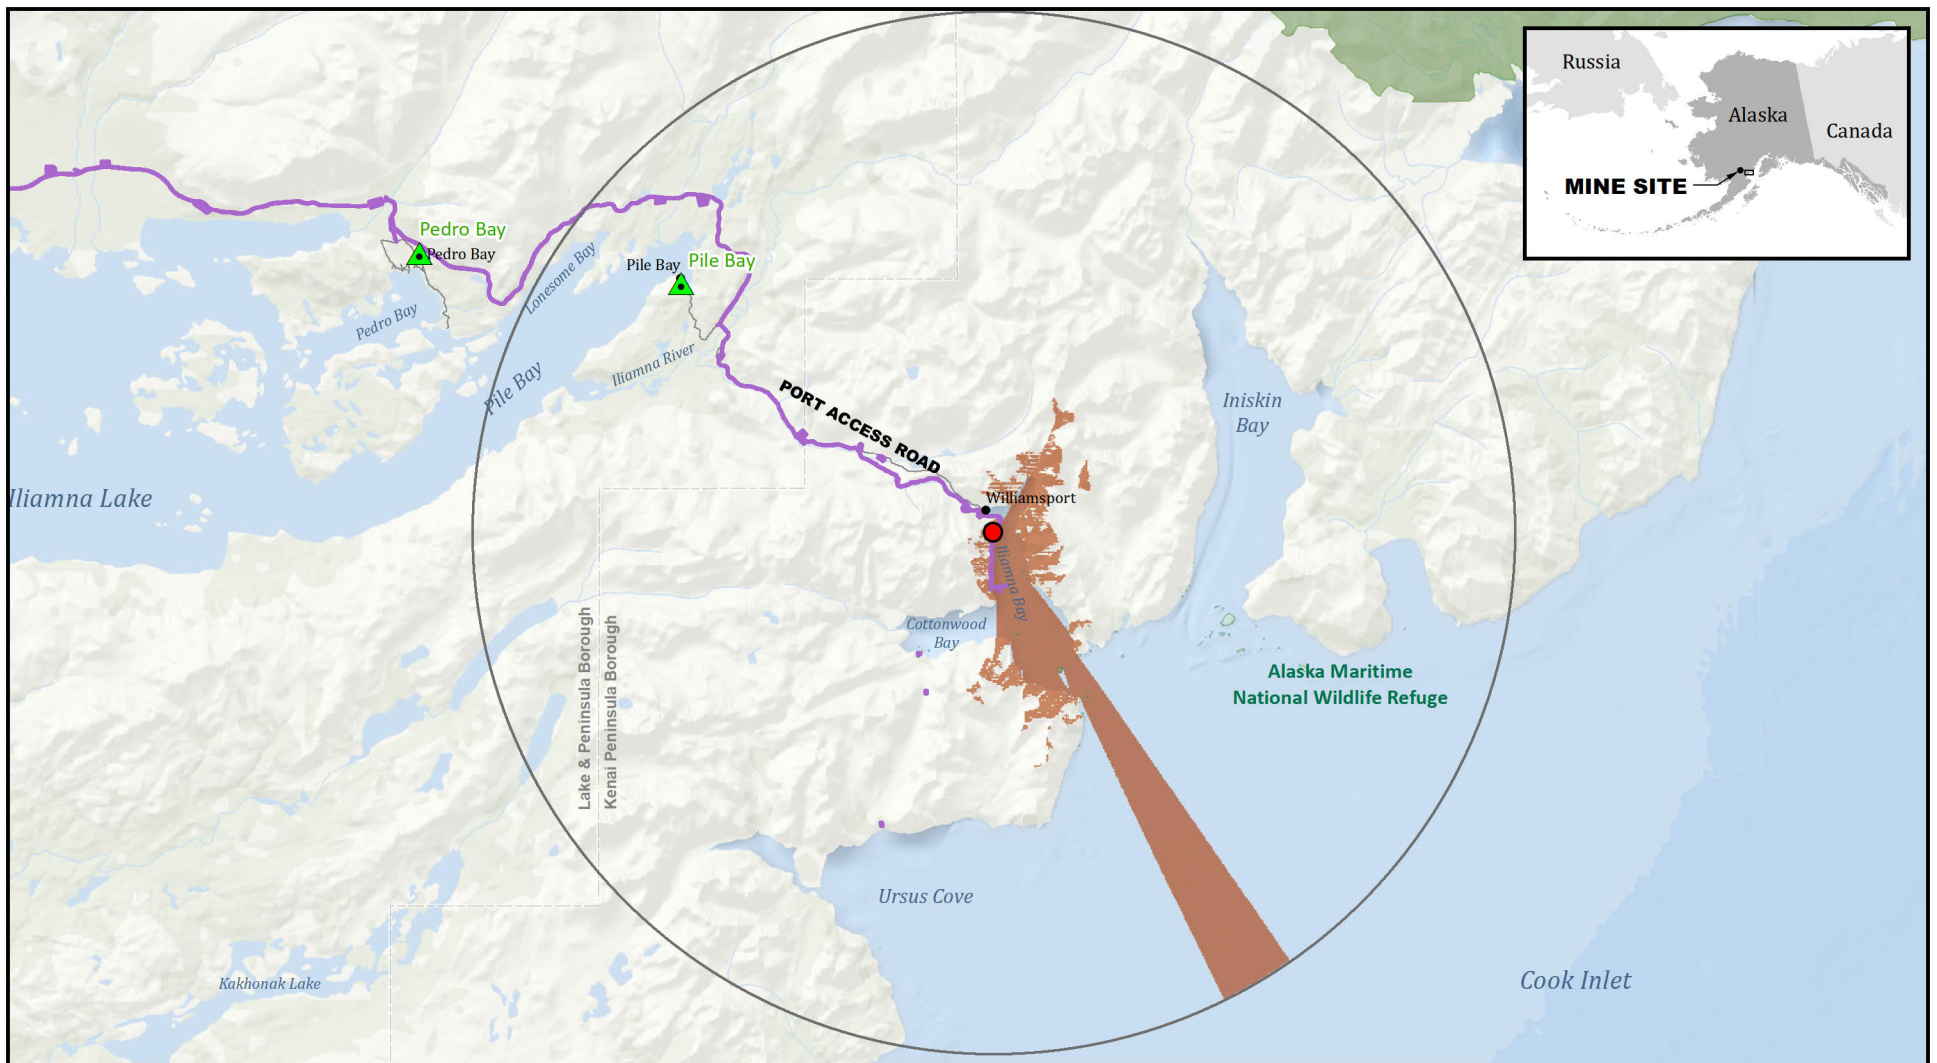 Russia
Alaska
Canada
MINE SITE
Pedro Bay
Pedro Bay
Pile Bay
Pile Bay
Lonesome Bay
Pedro Bay
Iliamna River
Pile Bay
PORT ACCESS ROAD
Iniskin
Bay
Iliamna Lake
Williamsport
Iliamna Bay
Cottonwood
Bay
Lake & Peninsula Borough
Kenai Peninsula Borough
Alaska Maritime
National Wildlife Refuge
Ursus Cove
Kakhonak Lake
Cook Inlet